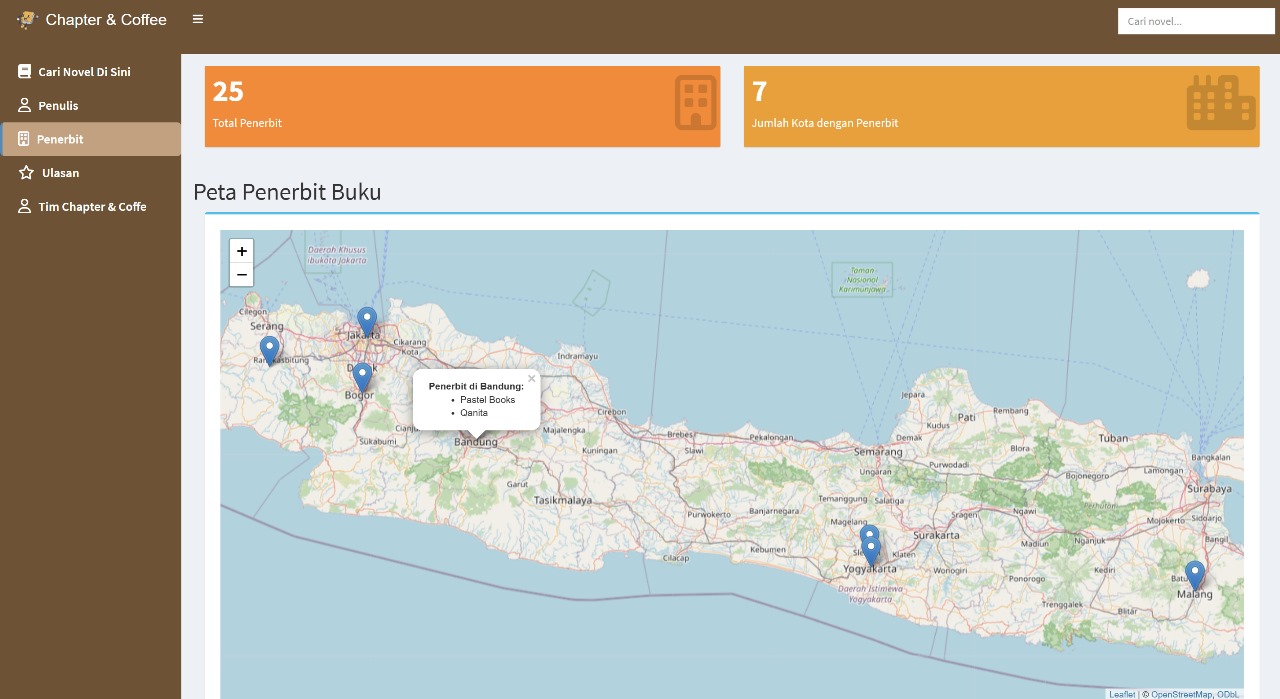 Chapter & Coffee
Cari novel...
Cari Novel Di Sini
Penulis
Penerbit
Ulasan
Tim Chapter & Coffe
25
Total Penerbit
7
Jumlah Kota dengan Penerbit
Peta Penerbit Buku
+
−
Daerah Khusus
ibukota Jakarta
Taman
Nasional
Karimunjawa
Cilegon
Serang
Jakarta
Cikarang
Kota
Indramayu
Bogor
Penerbit di Bandung:
×
• Pastel Books
• Qanita
Sukabumi
Bandung
Majalengka
Kuningan
Cirebon
Garut
Tasikmalaya
Brebes
Slawi
Pekalongan
Purwokerto
Banjarnegara
Cilacap
Kebumen
Jepara
Kudus
Pati
Rembang
Demak
Semarang
Ungaran
Purwodadi
Temanggung
Salatiga
Magelang
Sragen
Surakarta
Klaten
Yogyakarta
Daerah Istimewa
Yogyakarta
Wonogiri
Blora
Tuban
Bojonegoro
Lamongan
Bangkalan
Surabaya
Perhutani
Ngawi
Madiun
Nganjuk
Mojokerto
Sidoarjo
Bangil
Ponorogo
Kediri
Trenggalek
Blitar
Malang
Leaflet | © OpenStreetMap, ODbL